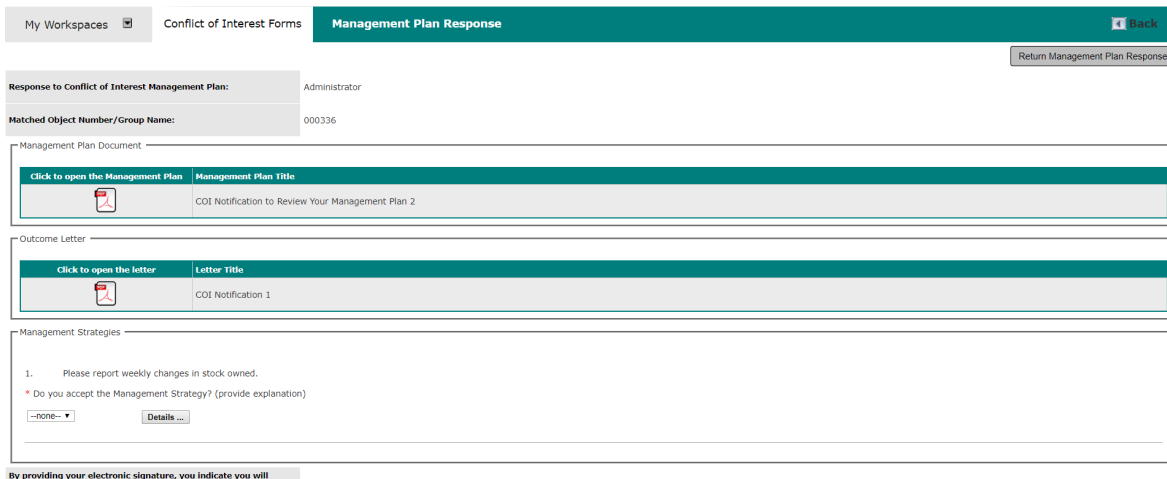 My Workspaces Conflict of Interest Forms Management Plan Response Back
Return Management Plan Response
Response to Conflict of Interest Management Plan: Administrator
Matched Object Number/Group Name: 000336
Management Plan Document
Click to open the Management Plan Management Plan Title
COI Notification to Review Your Management Plan 2
Outcome Letter
Click to open the letter Letter Title
COI Notification 1
Management Strategies
1. Please report weekly changes in stock owned.
* Do you accept the Management Strategy? (provide explanation)
--none-- Details ...
By providing your electronic signature, you indicate you will